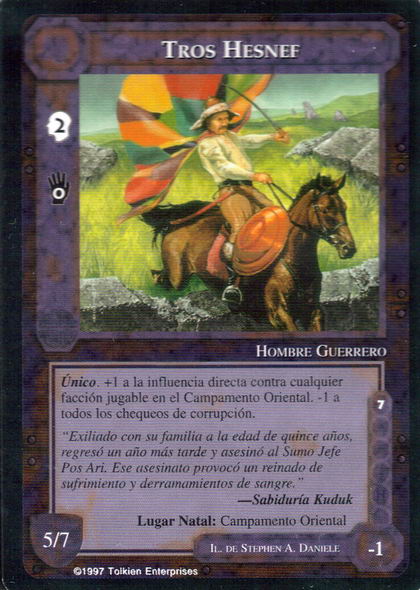 TROS HESNEF
2
0
HOMBRE GUERRERO
Único. +1 a la influencia directa contra cualquier
facción jugable en el Campamento Oriental. -1 a
todos los chequeos de corrupción.
7
"Exiliado con su familia a la edad de quince años,
regresó un año más tarde y asesinó al Sumo Jefe
Pos Ari. Ese asesinato provocó un reinado de
sufrimiento y derramamientos de sangre."
—Sabiduría Kuduk
Lugar Natal: Campamento Oriental
5/7
IL. DE STEPHEN A. DANIELE
-1
©1997 Tolkien Enterprises